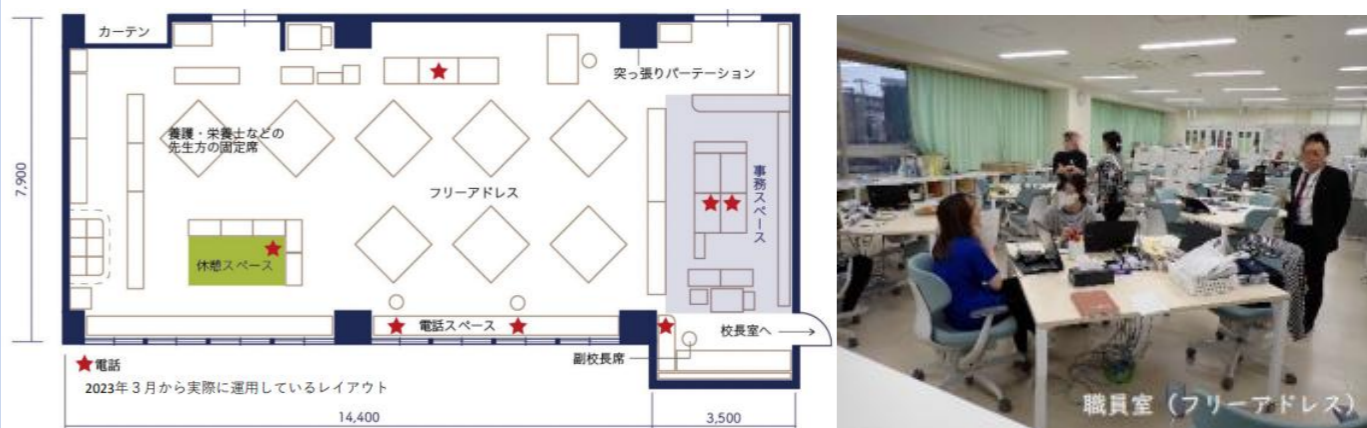 カーテン
突っ張りパーテーション
養護・栄養士などの
先生方の固定席
フリーアドレス
事務スペース
休憩スペース
電話スペース
校長室へ
副校長席
★電話
2023年3月から実際に運用しているレイアウト
7,900
14,400
3,500
職員室（フリーアドレス）